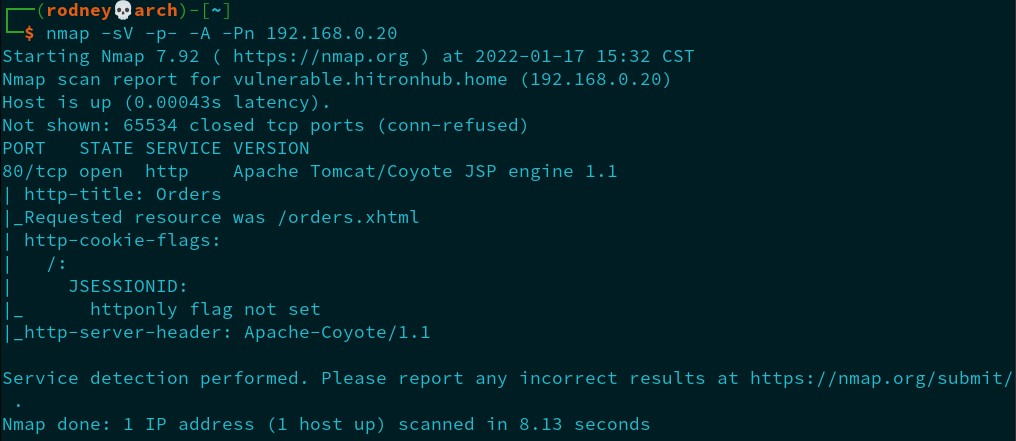 ┌──(rodney💀arch)-[~]
└─$ nmap -sV -p- -A -Pn 192.168.0.20
Starting Nmap 7.92 ( https://nmap.org ) at 2022-01-17 15:32 CST
Nmap scan report for vulnerable.hitronhub.home (192.168.0.20)
Host is up (0.00043s latency).
Not shown: 65534 closed tcp ports (conn-refused)
PORT   STATE SERVICE VERSION
80/tcp open  http    Apache Tomcat/Coyote JSP engine 1.1
| http-title: Orders
|_Requested resource was /orders.xhtml
| http-cookie-flags:
|   /:
|     JSESSIONID:
|_      httponly flag not set
|_http-server-header: Apache-Coyote/1.1
Service detection performed. Please report any incorrect results at https://nmap.org/submit/
 .
Nmap done: 1 IP address (1 host up) scanned in 8.13 seconds